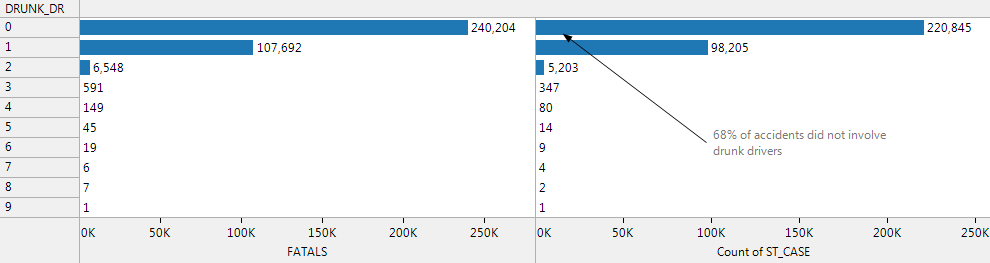 DRUNK_DR
0 240,204 220,845
1 107,692 98,205
2 6,548 5,203
3 591 347
4 149 80
5 45 14
6 19 9
7 6 4
8 7 2
9 1 1
68% of accidents did not involve
drunk drivers
0K 50K 100K 150K 200K 250K 0K 50K 100K 150K 200K 250K
FATALS Count of ST_CASE